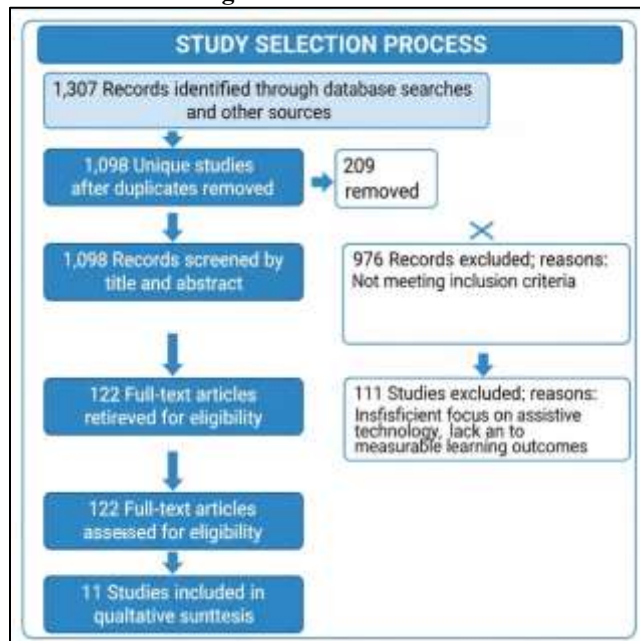 STUDY SELECTION PROCESS
1,307 Records identified through database searches
and other sources
1,098 Unique studies
after duplicates removed
209
removed
1,098 Records screened by
title and abstract
976 Records excluded; reasons:
Not meeting inclusion criteria
122 Full-text articles
retireved for eligibility
111 Studies excluded; reasons:
Insfisficient focus on assistive
technology, lack an to
measurable learning outcomes
122 Full-text articles
assessed for eligibility
11 Studies included in
qualtative sunttesis